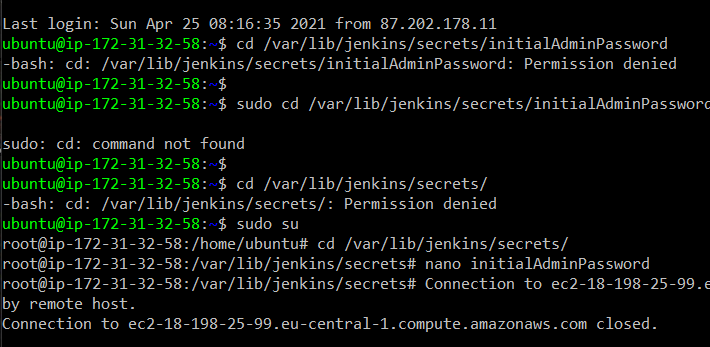 Last login: Sun Apr 25 08:16:35 2021 from 87.202.178.11
ubuntu@ip-172-31-32-58:~$ cd /var/lib/jenkins/secrets/initialAdminPassword
-bash: cd: /var/lib/jenkins/secrets/initialAdminPassword: Permission denied
ubuntu@ip-172-31-32-58:~$
ubuntu@ip-172-31-32-58:~$ sudo cd /var/lib/jenkins/secrets/initialAdminPassword
sudo: cd: command not found
ubuntu@ip-172-31-32-58:~$
ubuntu@ip-172-31-32-58:~$ cd /var/lib/jenkins/secrets/
-bash: cd: /var/lib/jenkins/secrets/: Permission denied
ubuntu@ip-172-31-32-58:~$ sudo su
root@ip-172-31-32-58:/home/ubuntu# cd /var/lib/jenkins/secrets/
root@ip-172-31-32-58:/var/lib/jenkins/secrets# nano initialAdminPassword
root@ip-172-31-32-58:/var/lib/jenkins/secrets# Connection to ec2-18-198-25-99.e
by remote host.
Connection to ec2-18-198-25-99.eu-central-1.compute.amazonaws.com closed.